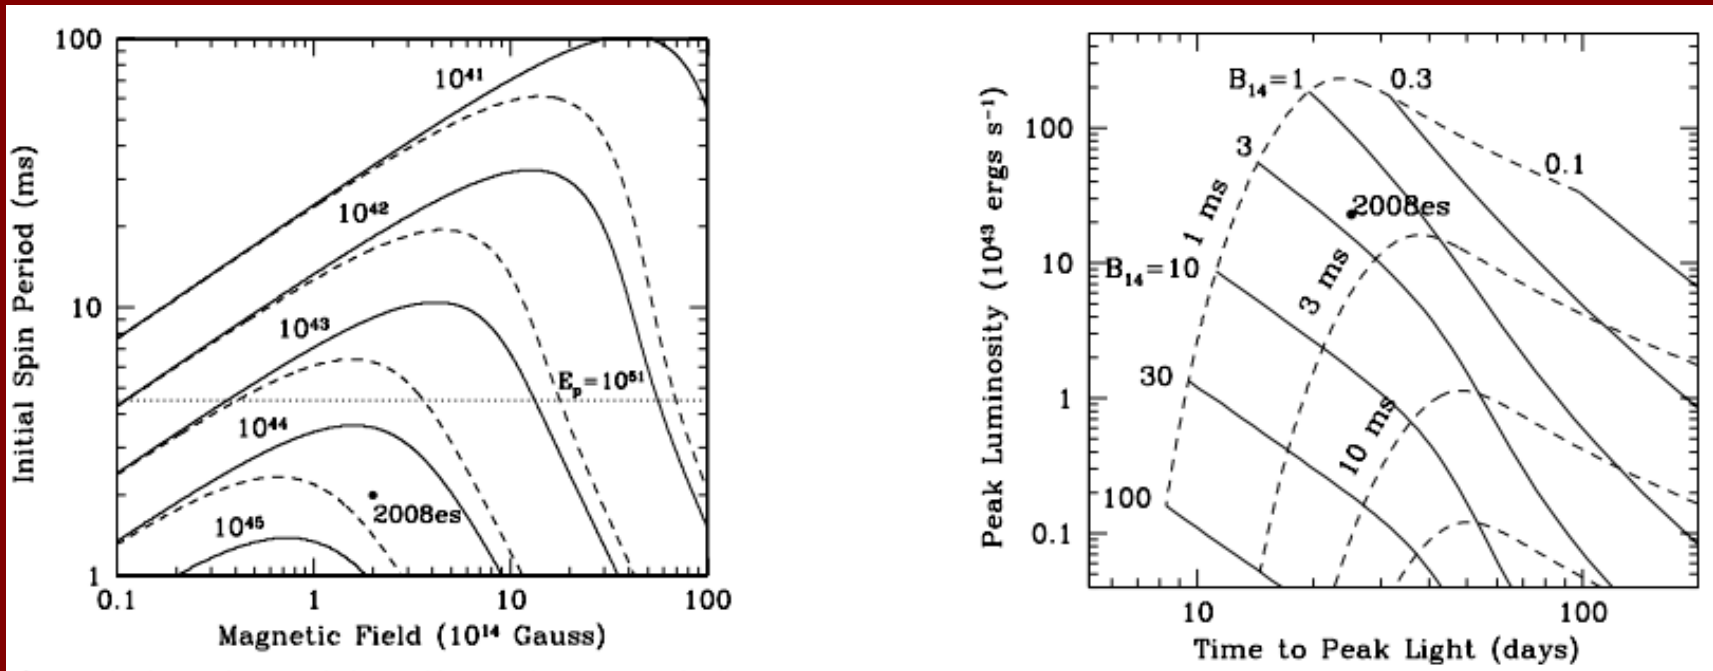 Initial Spin Period (ms)
100
10
1
10⁴¹
10⁴²
10⁴³
10⁴⁴
10⁴⁵
Eₚ=10⁵¹
2008es
0.1
1
10
100
Magnetic Field (10¹⁴ Gauss)
Peak Luminosity (10⁴³ ergs s⁻¹)
100
10
1
0.1
B₁₄=1
0.3
3
0.1
2008es
1 ms
B₁₄=10
3 ms
30
10 ms
100
10
100
Time to Peak Light (days)